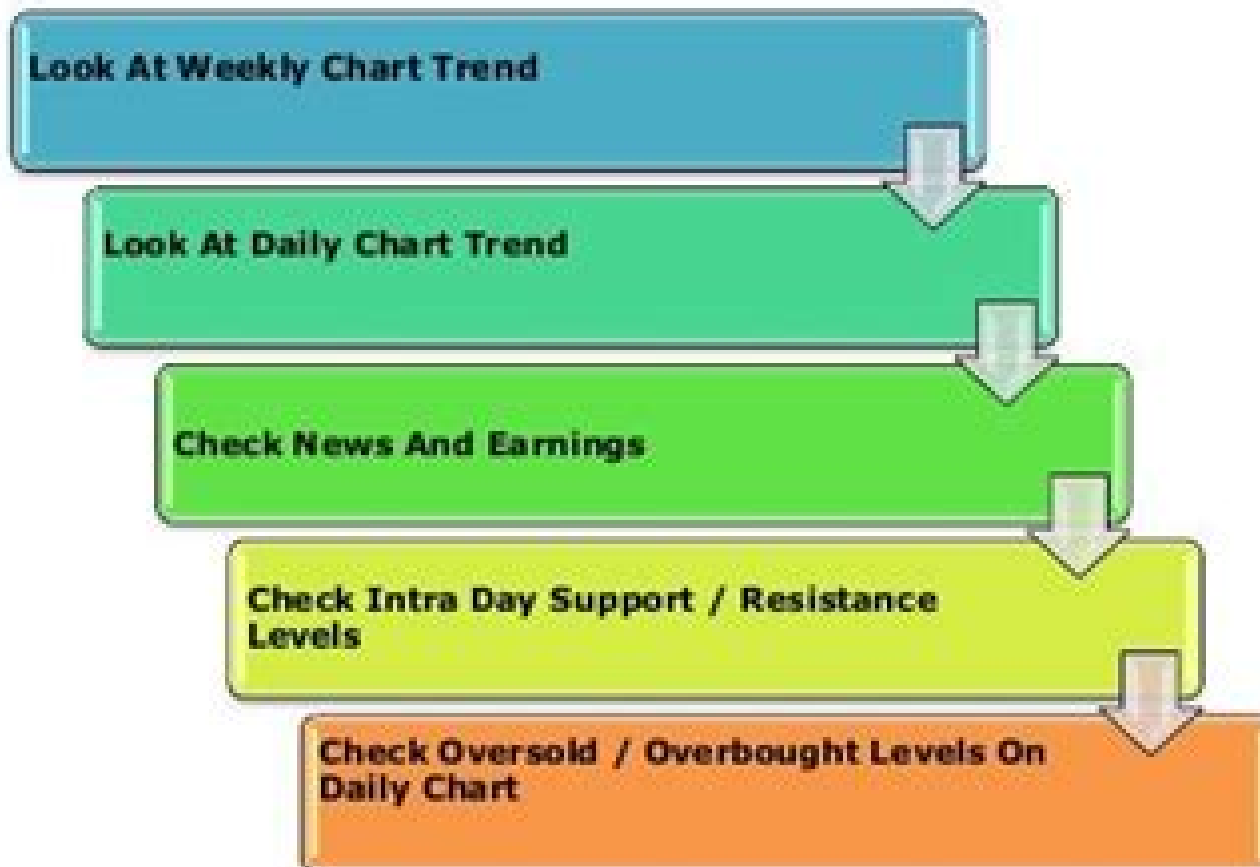 Look At Weekly Chart Trend
Look At Daily Chart Trend
Check News And Earnings
Check Intra Day Support / Resistance
Levels
Check Oversold / Overbought Levels On
Daily Chart